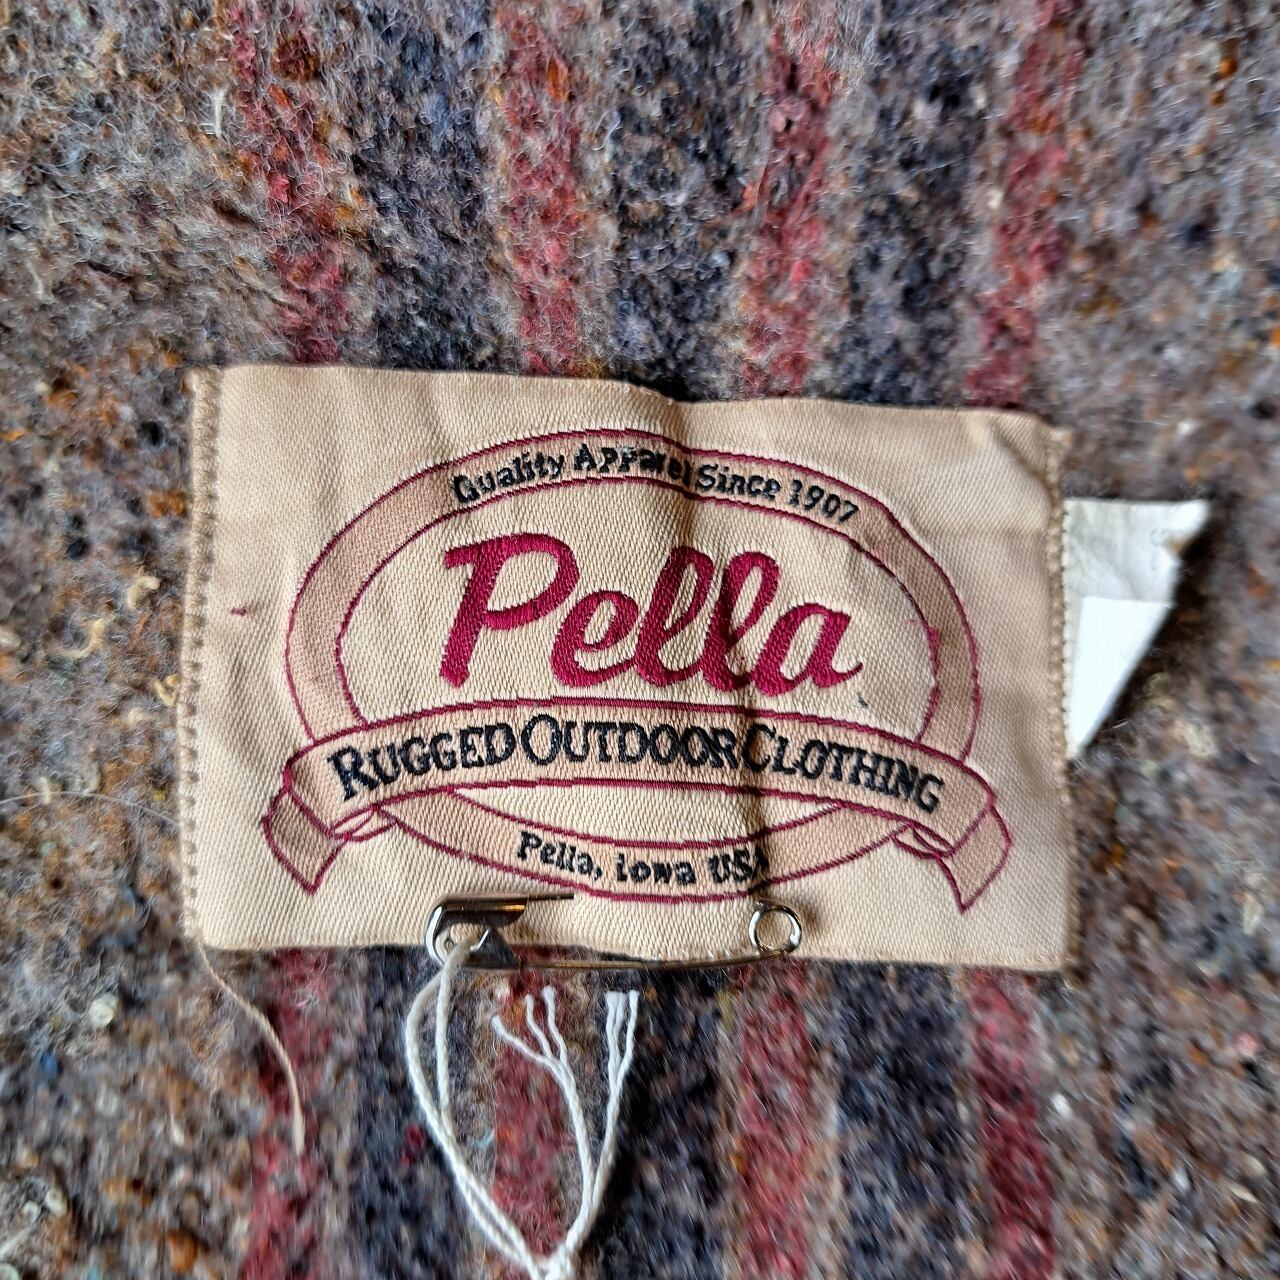 Quality Apparel Since 1907
Pella
RUGGED OUTDOOR CLOTHING
Pella, iowa USA